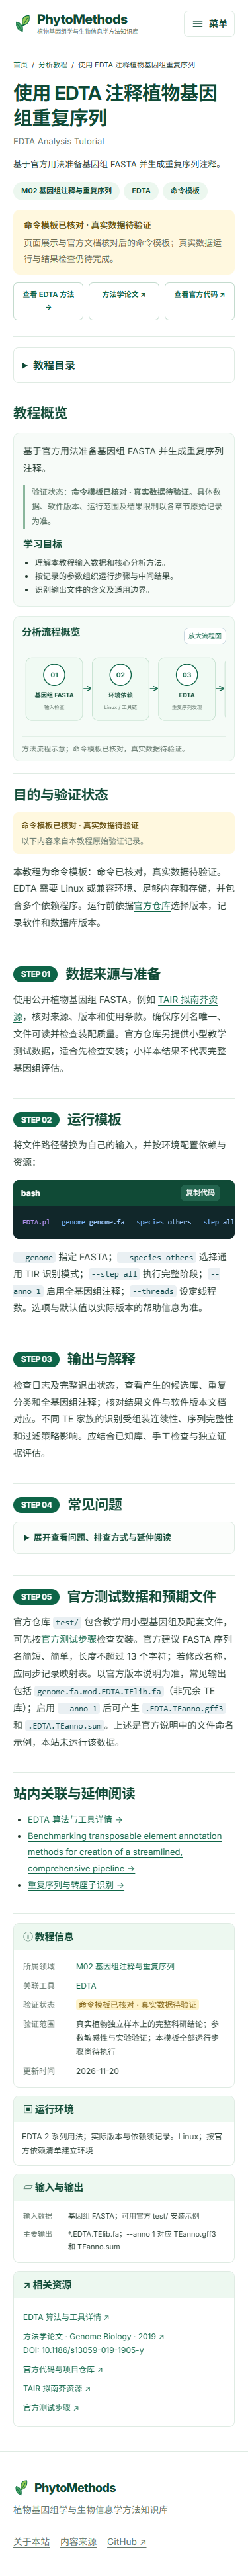 PhytoMethods
植物基因组学与生物信息学方法知识库
菜单
首页 / 分析教程 / 使用 EDTA 注释植物基因组重复序列
使用 EDTA 注释植物基因
组重复序列
EDTA Analysis Tutorial
基于官方用法准备基因组 FASTA 并生成重复序列注释。
M02 基因组注释与重复序列 EDTA 命令模板
命令模板已核对 · 真实数据待验证
页面展示与官方文档核对后的命令模板；真实数据运
行与结果检查仍待完成。
查看 EDTA 方法
→
方法学论文 ↗
查看官方代码 ↗
▶ 教程目录
教程概览
基于官方用法准备基因组 FASTA 并生成重复序列
注释。
验证状态：命令模板已核对 · 真实数据待验证。具体数
据、软件版本、运行范围及结果限制以各章节原始记录
为准。
学习目标
• 理解本教程输入数据和核心分析方法。
• 按记录的参数组织运行步骤与中间结果。
• 识别输出文件的含义及适用边界。
分析流程概览
放大流程图
01
基因组 FASTA
输入检查
→
02
环境依赖
Linux / 工具链
→
03
EDTA
全复序列发现
→
方法流程示意；命令模板已核对，真实数据待验证。
目的与验证状态
命令模板已核对 · 真实数据待验证
以下内容来自本教程原始验证记录。
本教程为命令模板：命令已核对，真实数据待验证。
EDTA 需要 Linux 或兼容环境、足够内存和存储，并包
含多个依赖程序。运行前依据官方仓库选择版本，记
录软件和数据库版本。
STEP 01 数据来源与准备
使用公开植物基因组 FASTA，例如 TAIR 拟南芥资
源，核对来源、版本和使用条款。确保序列名唯一、
文件可读并检查装配质量。官方仓库另提供小型教学
测试数据，适合先检查安装；小样本结果不代表完整
基因组评估。
STEP 02 运行模板
将文件路径替换为自己的输入，并按环境配置依赖与
资源：
bash
复制代码
EDTA.pl --genome genome.fa --species others --step all
--genome 指定 FASTA；--species others 选择通
用 TIR 识别模式；--step all 执行完整阶段；--
anno 1 启用全基因组注释；--threads 设定线程
数。选项与默认值以实际版本的帮助信息为准。
STEP 03 输出与解释
检查日志及完整退出状态，查看产生的候选库、重复
分类和全基因组注释；核对结果文件与软件版本文档
对应。不同 TE 家族的识别受组装连续性、序列完整性
和过滤策略影响。应结合已知库、手工检查与独立证
据评估。
STEP 04 常见问题
▶ 展开查看问题、排查方式与延伸阅读
STEP 05 官方测试数据和预期文件
官方仓库 test/ 包含教学用小型基因组及配套文件，
可先按官方测试步骤检查安装。官方建议 FASTA 序列
名简短、简单，长度不超过 13 个字符；若修改名称，
应同步记录映射表。以官方版本说明为准，常见输出
包括 genome.fa.mod.EDTA.TElib.fa（非冗余 TE
库）；启用 --anno 1 后可产生 .EDTA.TEanno.gff3
和 .EDTA.TEanno.sum。上述是官方说明中的文件命名
示例，本站未运行该数据。
站内关联与延伸阅读
• EDTA 算法与工具详情 →
• Benchmarking transposable element annotation
methods for creation of a streamlined,
comprehensive pipeline →
• 重复序列与转座子识别 →
教程信息
所属领域 M02 基因组注释与重复序列
关联工具 EDTA
验证状态 命令模板已核对 · 真实数据待验证
验证范围 真实植物独立样本上的完整科研结论；参
数敏感性与实验验证；本模板全部运行步
骤尚待执行
更新时间 2026-11-20
运行环境
EDTA 2 系列用法；实际版本与依赖须记录。Linux；按官
方依赖清单建立环境
输入与输出
输入数据 基因组 FASTA；可用官方 test/ 安装示例
主要输出 *.EDTA.TElib.fa；--anno 1 对应 TEanno.gff3
和 TEanno.sum
↗ 相关资源
EDTA 算法与工具详情 ↗
方法学论文 · Genome Biology · 2019 ↗
DOI: 10.1186/s13059-019-1905-y
官方代码与项目仓库 ↗
TAIR 拟南芥资源 ↗
官方测试步骤 ↗
PhytoMethods
植物基因组学与生物信息学方法知识库
关于本站 内容来源 GitHub ↗